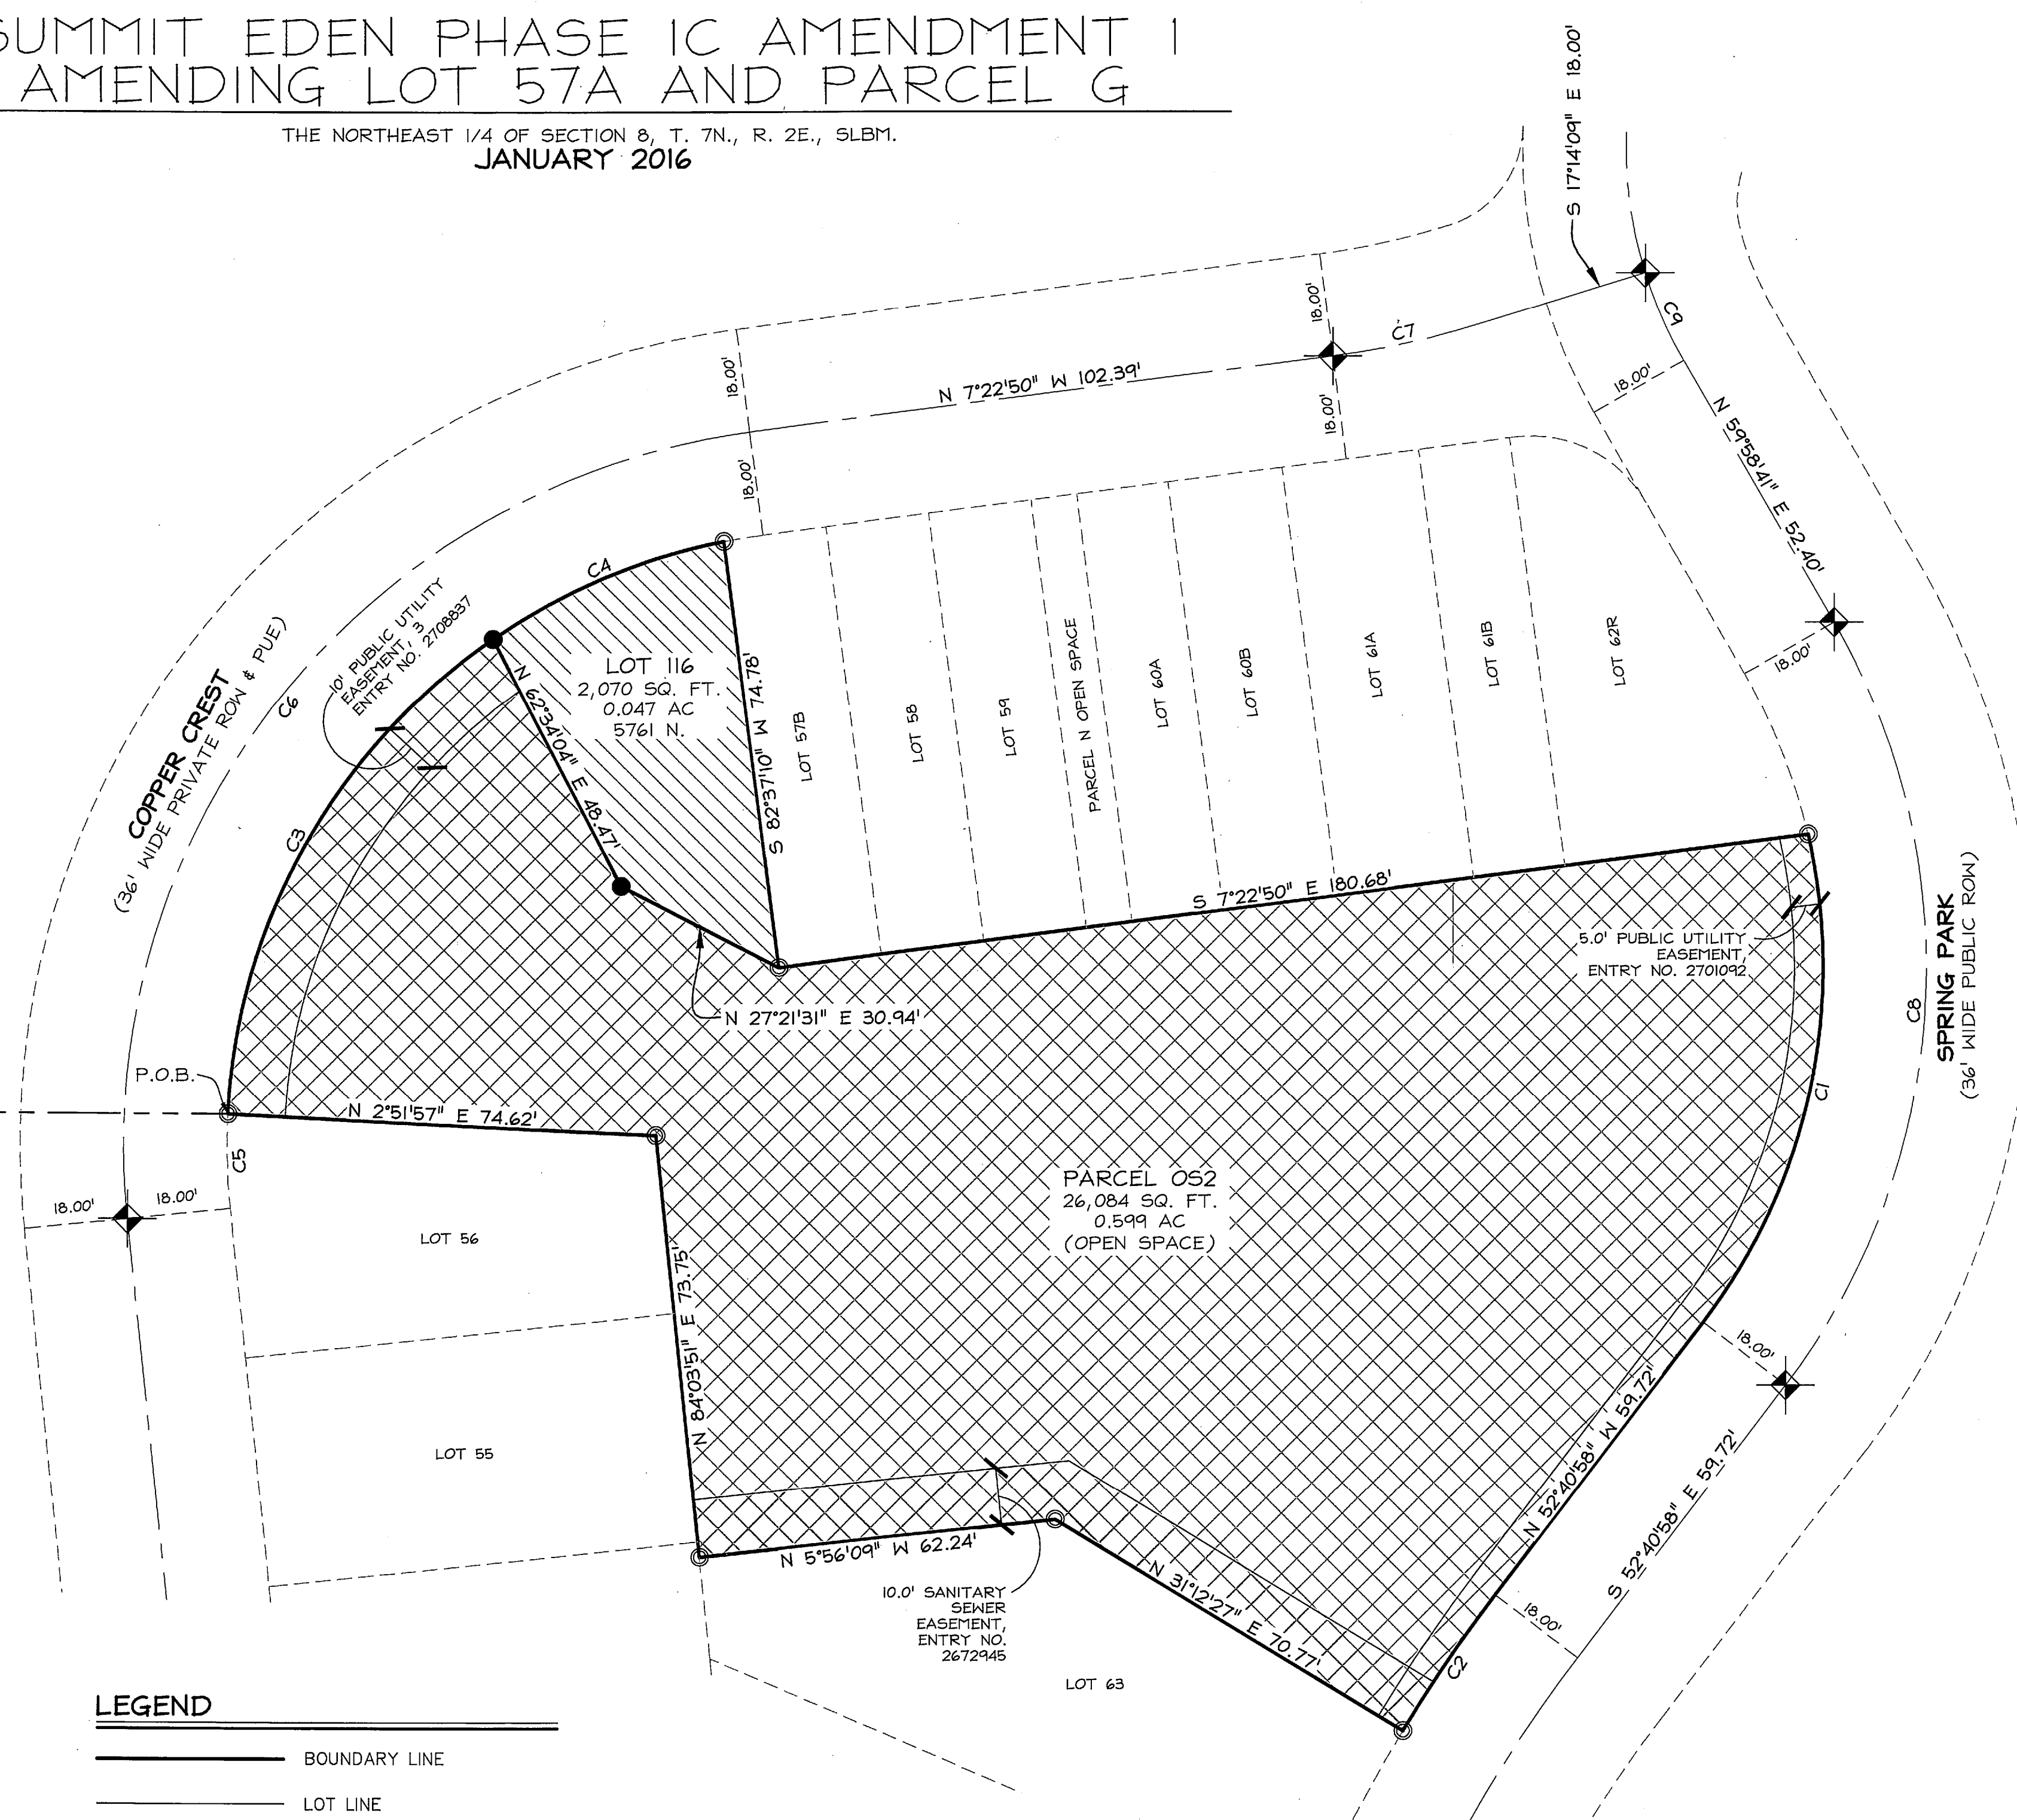 SUMMIT EDEN PHASE 1C AMENDMENT 1
AMENDING LOT 57A AND PARCEL G
THE NORTHEAST 1/4 OF SECTION 8, T. 7N., R. 2E., SLBM.
JANUARY 2016
S 17°14'09" E 18.00'
C9
C7
18.00'
18.00'
N 7°22'50" W 102.39'
18.00'
18.00'
18.00'
N 59°58'41" E 52.40'
18.00'
C4
10' PUBLIC UTILITY
EASEMENT, 3
ENTRY NO. 2708837
C6
COPPER CREST
(36' WIDE PRIVATE ROW & PUE)
C3
LOT 116
2,070 SQ. FT.
0.047 AC
5761 N.
N 62°34'04" E 48.47'
S 82°37'10" W 74.78'
LOT 57B
LOT 58
LOT 59
PARCEL N OPEN SPACE
LOT 60A
LOT 60B
LOT 61A
LOT 61B
LOT 62R
S 7°22'50" E 180.68'
5.0' PUBLIC UTILITY
EASEMENT,
ENTRY NO. 2701092
SPRING PARK
(36' WIDE PUBLIC ROW)
C8
C1
N 27°21'31" E 30.94'
P.O.B.
N 2°51'57" E 74.62'
C5
18.00'
18.00'
LOT 56
PARCEL OS2
26,084 SQ. FT.
0.599 AC
(OPEN SPACE)
N 84°03'51" E 73.75'
LOT 55
18.00'
N 52°40'58" W 59.72'
S 52°40'58" E 59.72'
N 5°56'09" W 62.24'
10.0' SANITARY
SEWER
EASEMENT,
ENTRY NO.
2672945
N 31°12'27" E 70.77'
18.00'
C2
LOT 63
LEGEND
BOUNDARY LINE
LOT LINE